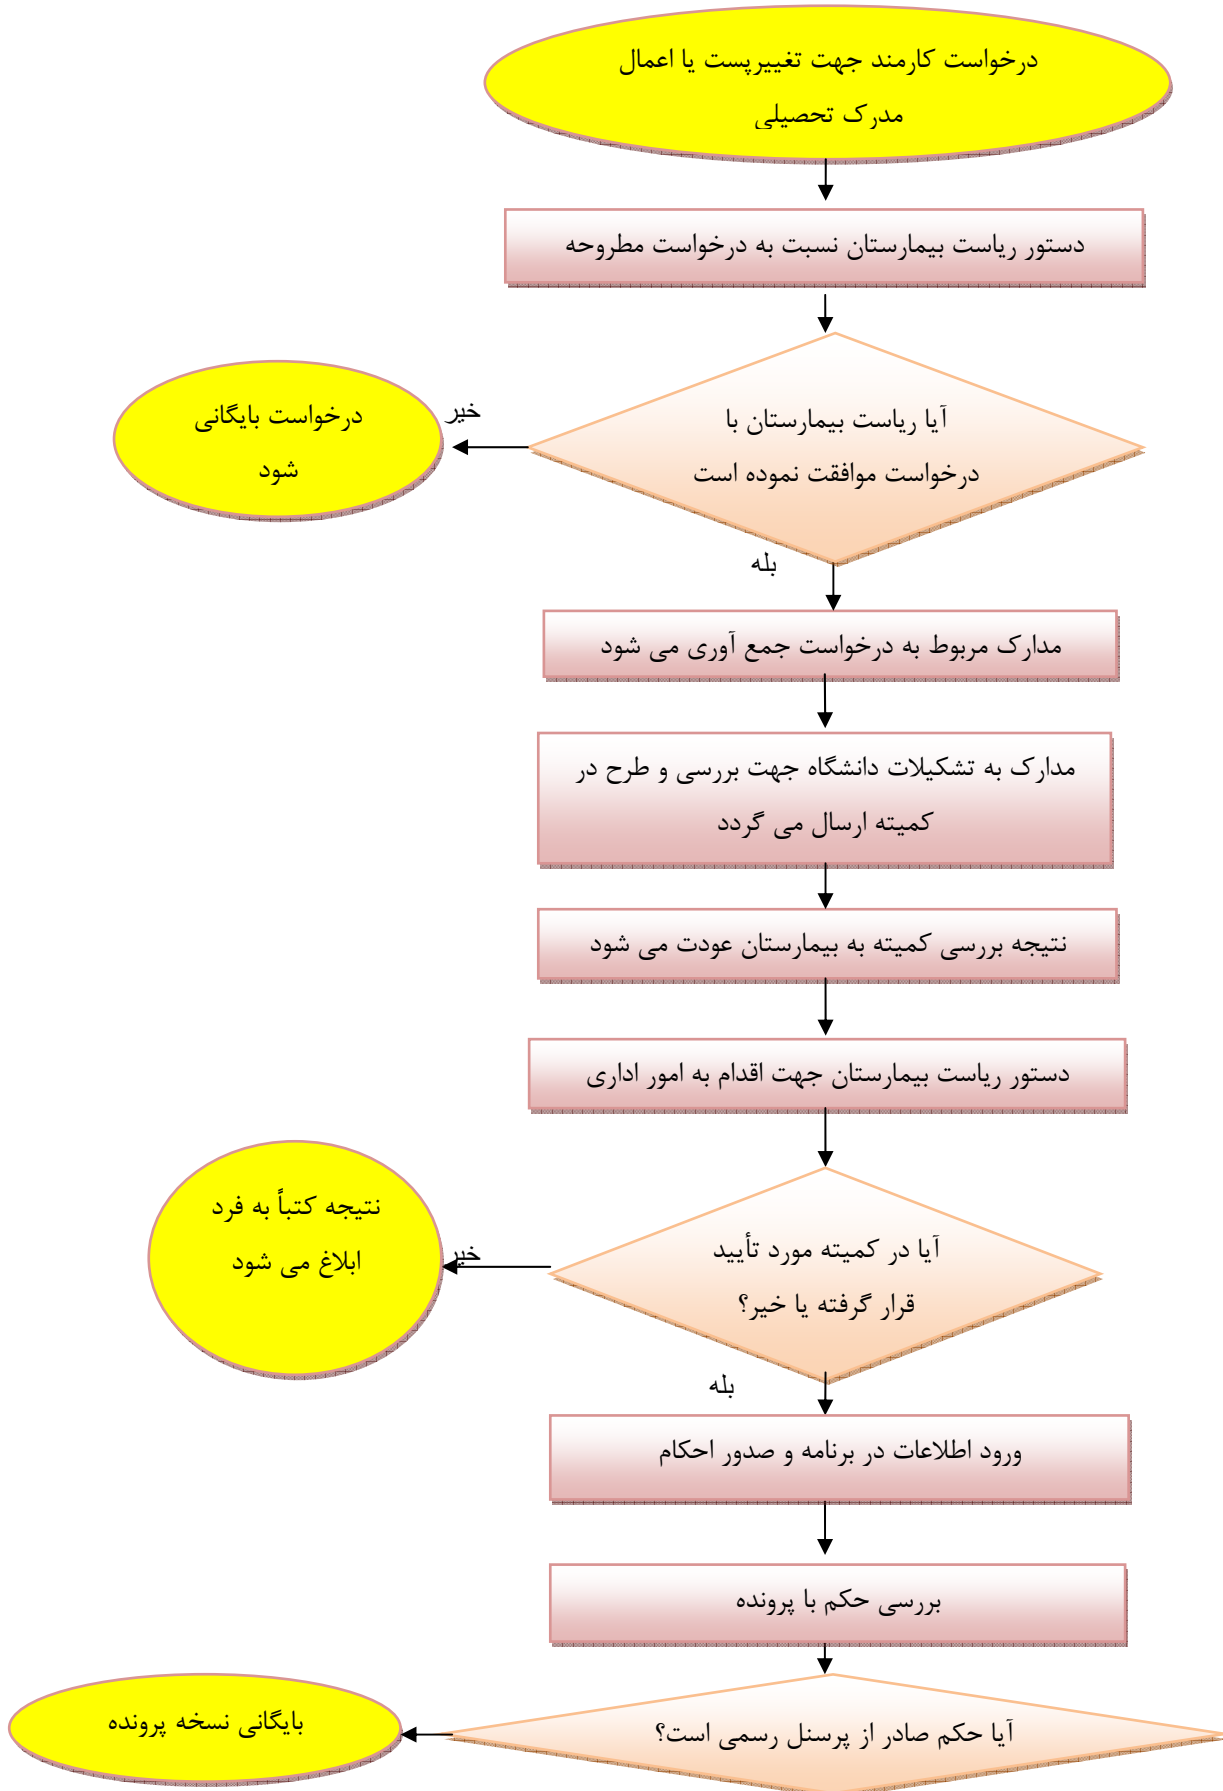 درخواست کارمند جهت تغییرپست یا اعمال
مدرک تحصیلی
دستور ریاست بیمارستان نسبت به درخواست مطروحه
آیا ریاست بیمارستان با
درخواست موافقت نموده است
خیر
درخواست بایگانی
شود
بله
مدارک مربوط به درخواست جمع آوری می شود
مدارک به تشکیلات دانشگاه جهت بررسی و طرح در
کمیته ارسال می گردد
نتیجه بررسی کمیته به بیمارستان عودت می شود
دستور ریاست بیمارستان جهت اقدام به امور اداری
آیا در کمیته مورد تأیید
قرار گرفته یا خیر؟
خیر
نتیجه کتباً به فرد
ابلاغ می شود
بله
ورود اطلاعات در برنامه و صدور احکام
بررسی حکم با پرونده
آیا حکم صادر از پرسنل رسمی است؟
بایگانی نسخه پرونده